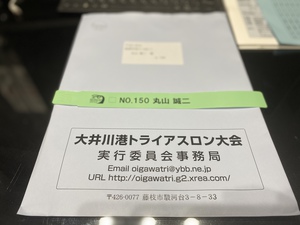 NO.150 丸山 誠二
大井川港トライアスロン大会
実行委員会事務局
Email oigawatri@ybb.ne.jp
URL http://oigawatri.g2.xrea.com/
〒426-0077 藤枝市駿河台3-8-33